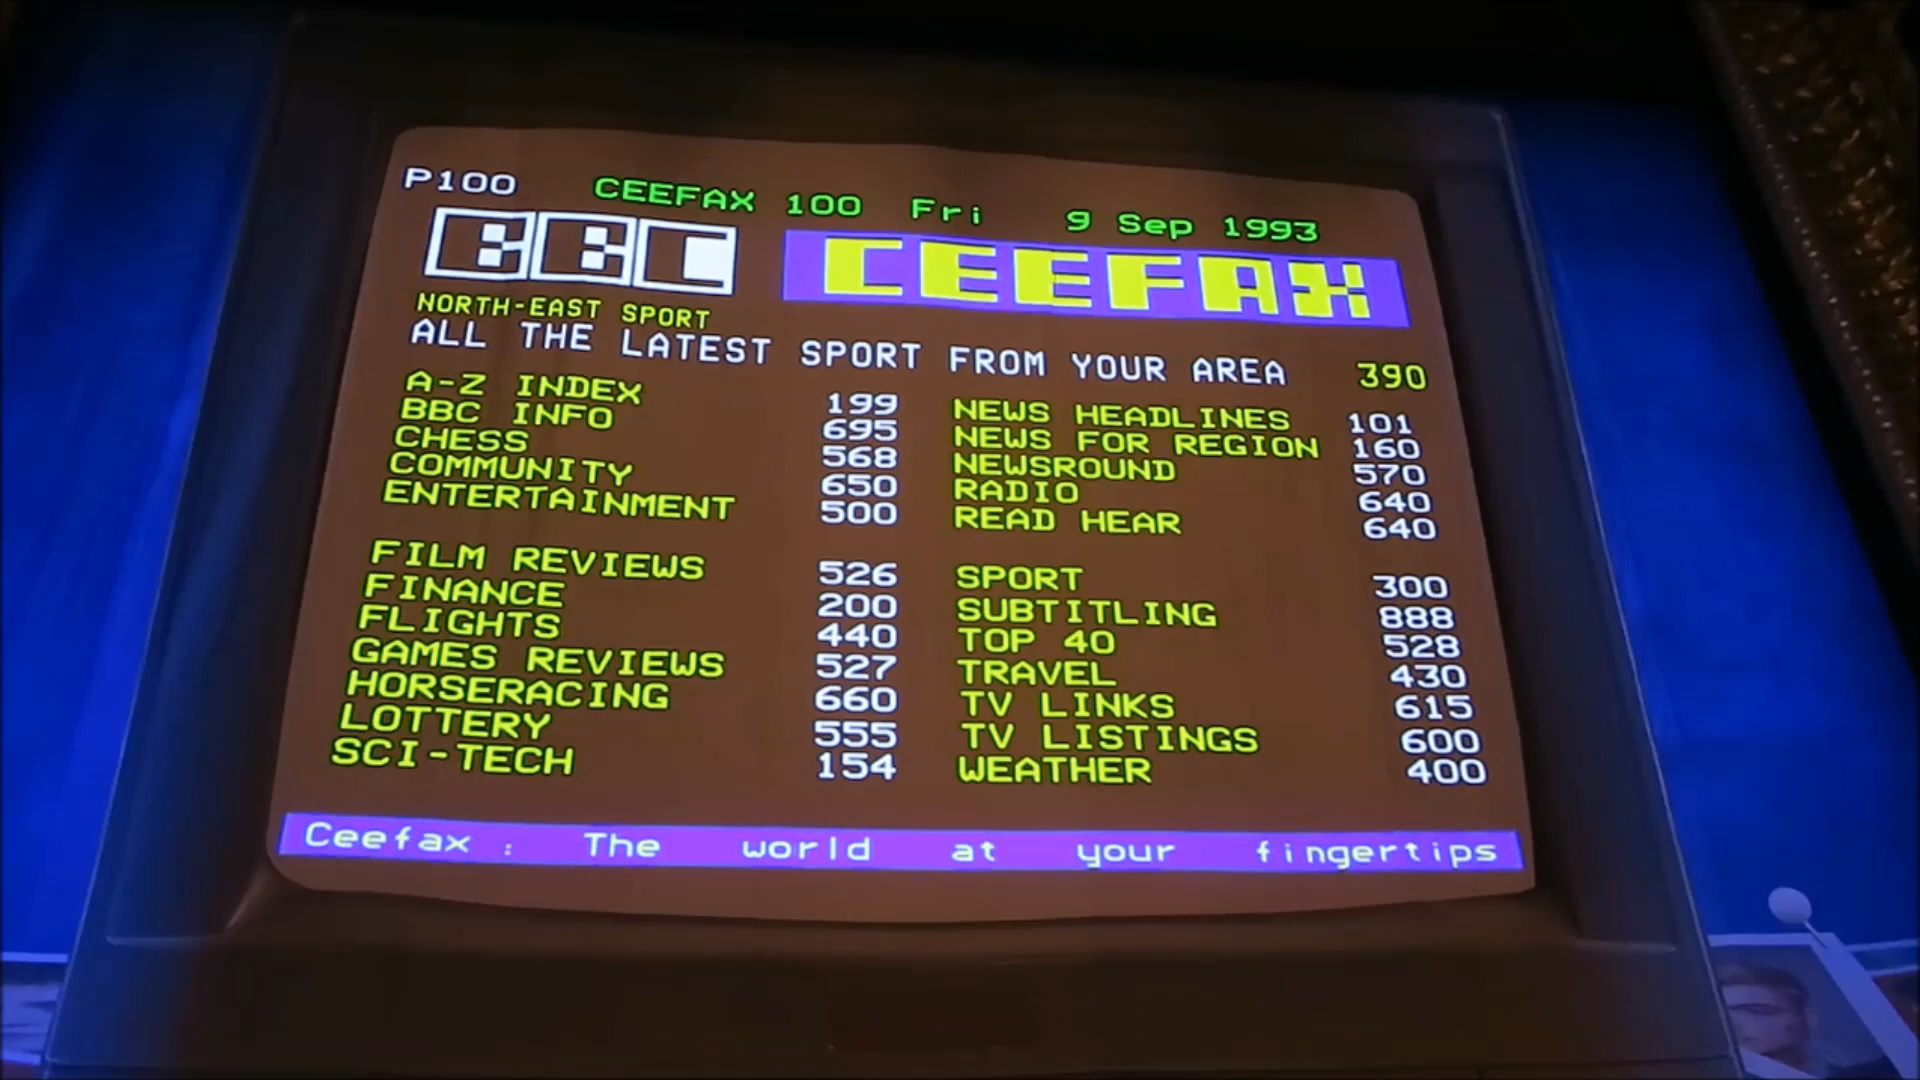 P100 CEEFAX 100 Fri 9 Sep 1993
BBC CEEFAX
NORTH-EAST SPORT
ALL THE LATEST SPORT FROM YOUR AREA 390
A-Z INDEX 199 NEWS HEADLINES 101
BBC INFO 695 NEWS FOR REGION 160
CHESS 568 NEWSROUND 570
COMMUNITY 650 RADIO 640
ENTERTAINMENT 500 READ HEAR 640
FILM REVIEWS 526 SPORT 300
FINANCE 200 SUBTITLING 888
FLIGHTS 440 TOP 40 528
GAMES REVIEWS 527 TRAVEL 430
HORSERACING 660 TV LINKS 615
LOTTERY 555 TV LISTINGS 600
SCI-TECH 154 WEATHER 400
Ceefax : The world at your fingertips